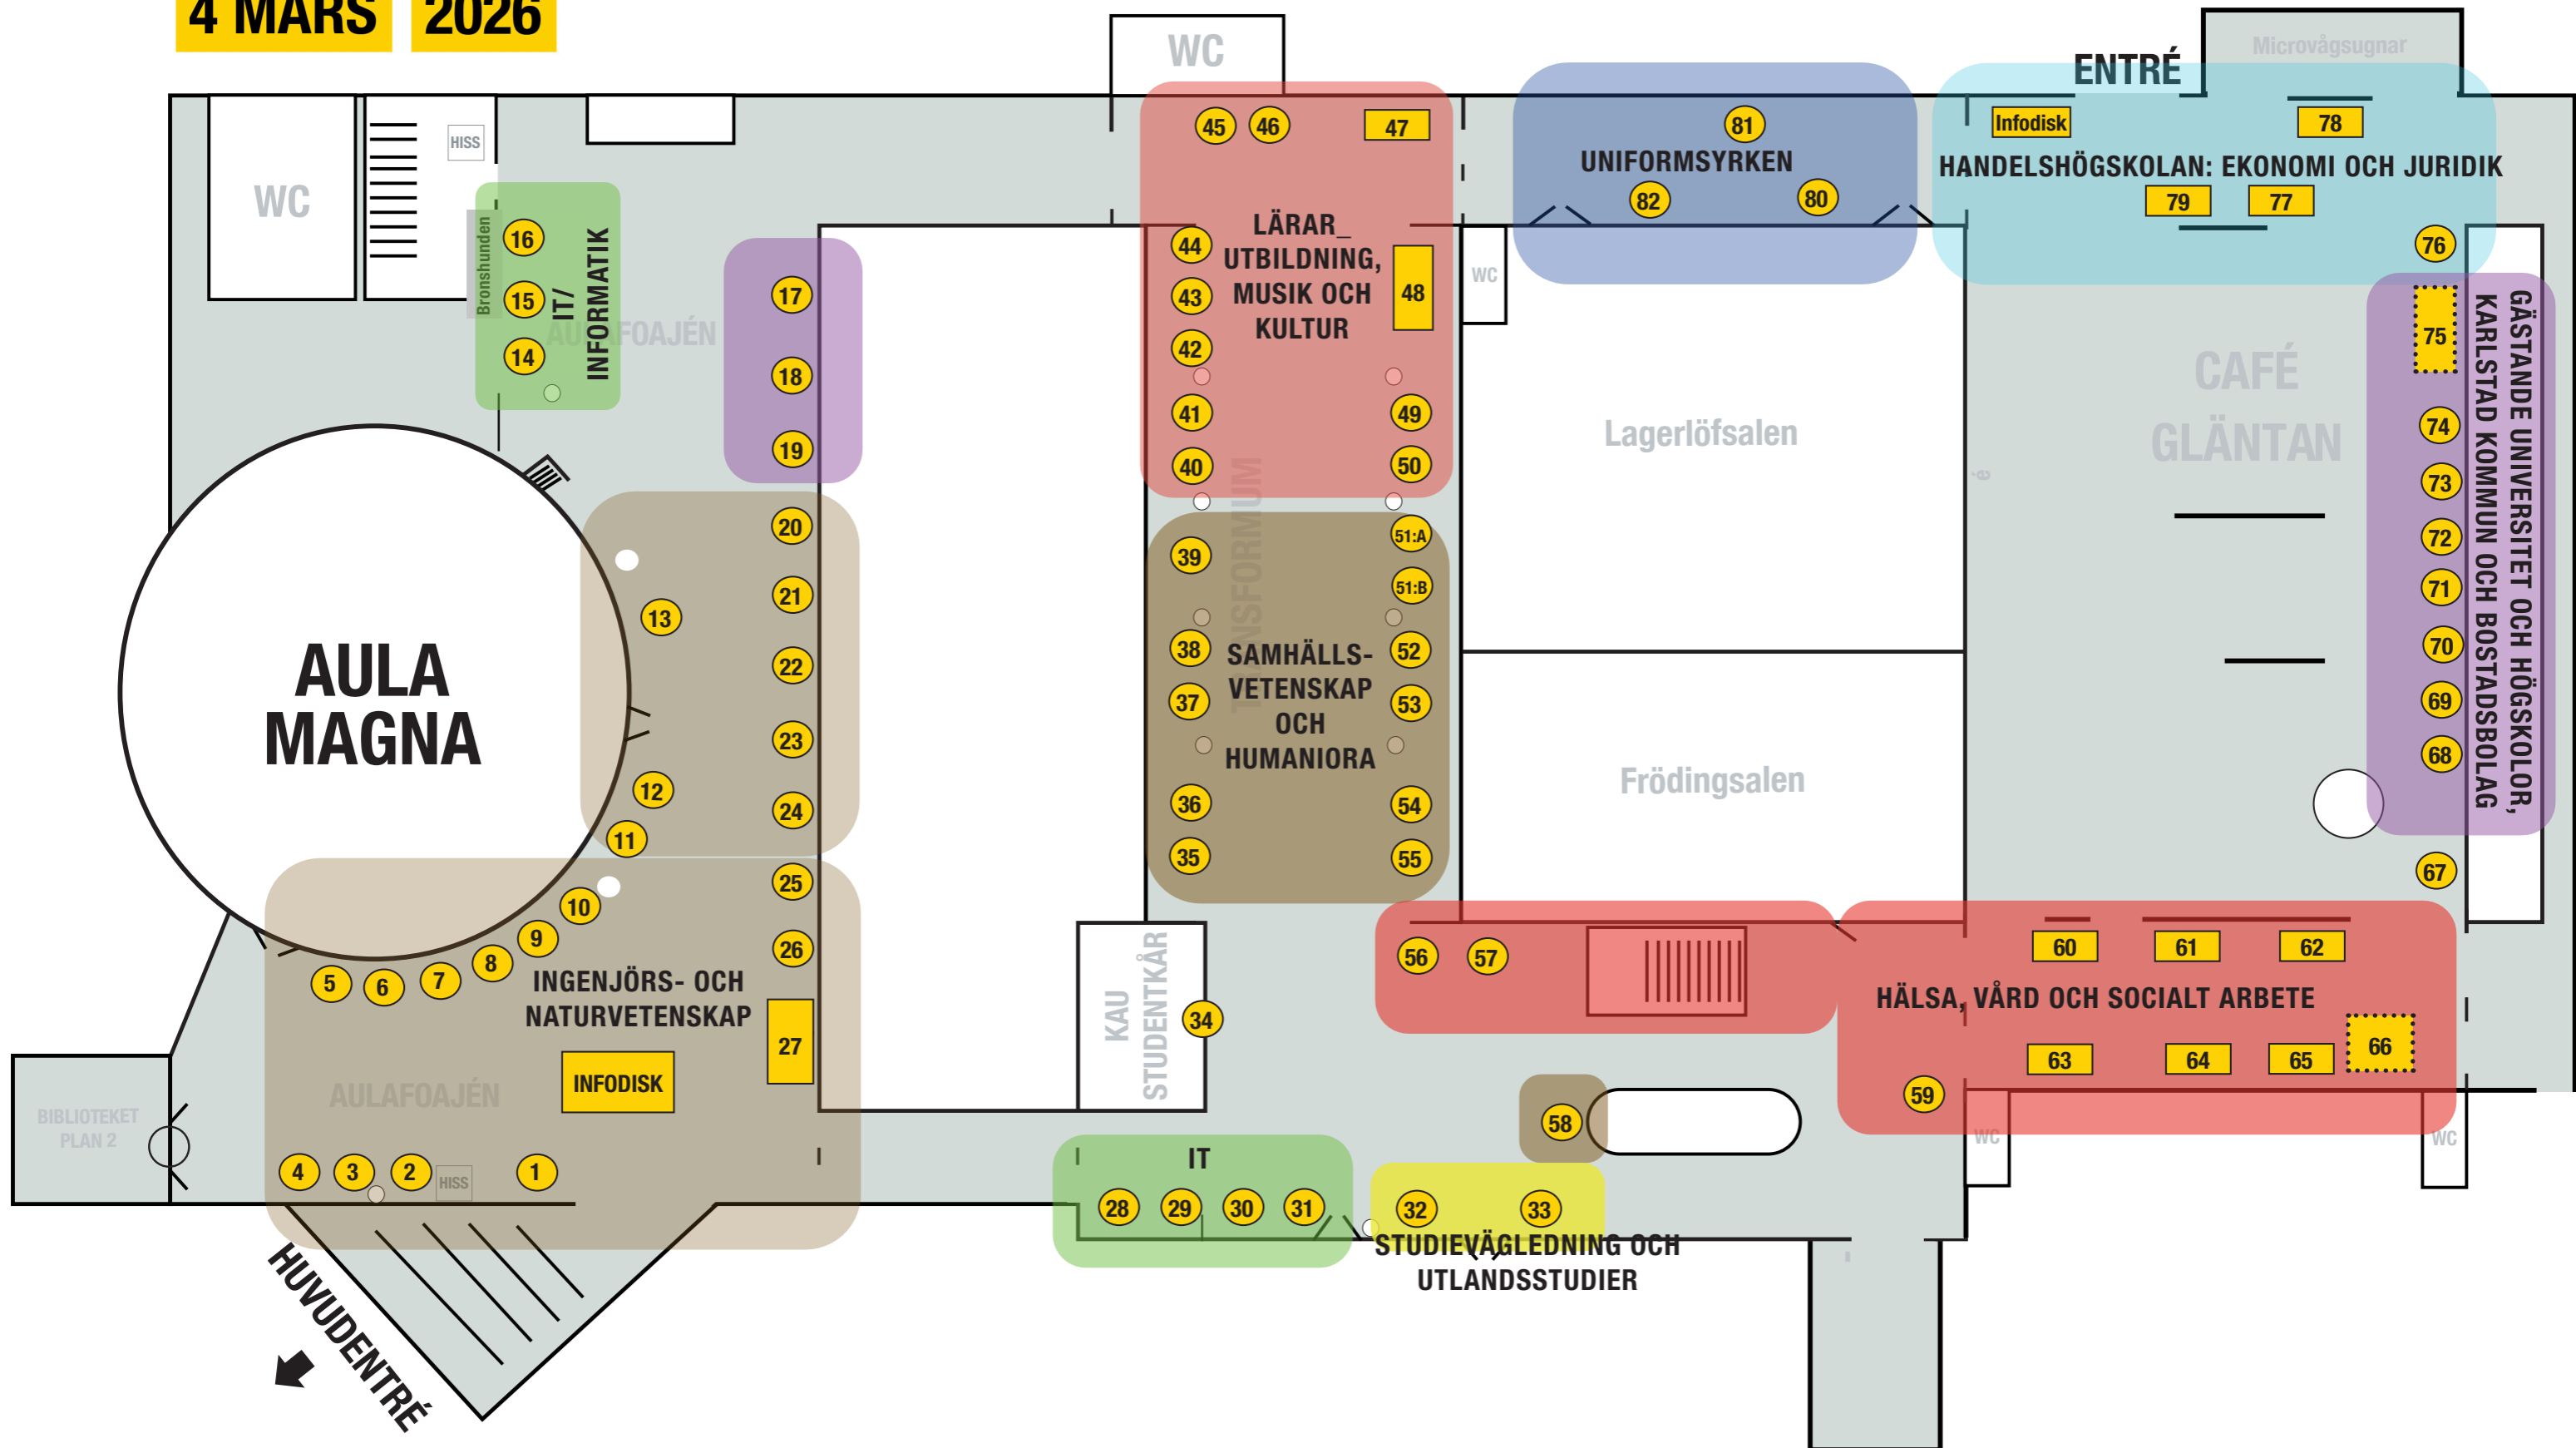 4 MARS 2026
WC
ENTRÉ
Microvågsugnar
HISS
WC
45 46 47
81
Infodisk 78
UNIFORMSYRKEN
HANDELSHÖGSKOLAN: EKONOMI OCH JURIDIK
82 80
79 77
76
Bronshunden
16
15
14
IT/
INFORMATIK
AULAFOAJÉN
17
18
19
LÄRAR_
UTBILDNING,
MUSIK OCH
KULTUR
44
43
42
41
40
48
49
50
WC
Lagerlöfsalen
CAFÉ
GLÄNTAN
é
75
74
73
72
71
70
69
68
GÄSTANDE UNIVERSITET OCH HÖGSKOLOR,
KARLSTAD KOMMUN OCH BOSTADSBOLAG
67
AULA
MAGNA
20
21
22
23
24
13
12
11
TRANSFORMUM
39
38
37
36
35
51:A
51:B
52
53
54
55
SAMHÄLLS-
VETENSKAP
OCH
HUMANIORA
Frödingsalen
25
26
27
10
9
8
7
6
5
INGENJÖRS- OCH
NATURVETENSKAP
INFODISK
AULAFOAJÉN
BIBLIOTEKET
PLAN 2
4 3 2 HISS 1
HUVUDENTRÉ
KAU
STUDENTKÅR
34
56 57
60 61 62
HÄLSA, VÅRD OCH SOCIALT ARBETE
63 64 65 66
59
58
WC
WC
IT
28 29 30 31
32 33
STUDIEVÄGLEDNING OCH
UTLANDSSTUDIER